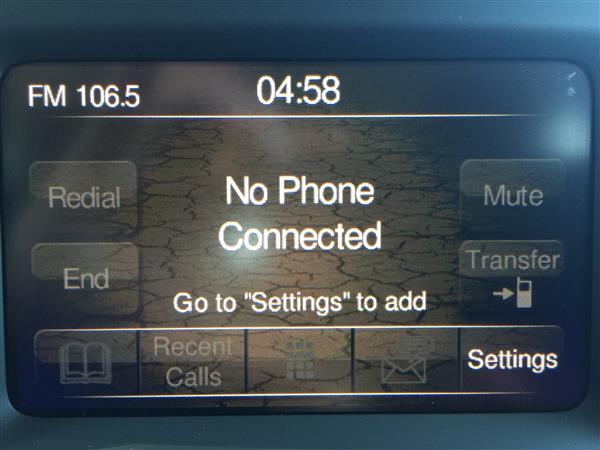 FM 106.5
04:58
Redial
No Phone
Connected
Mute
End
Transfer
Go to "Settings" to add
Recent
Calls
Settings